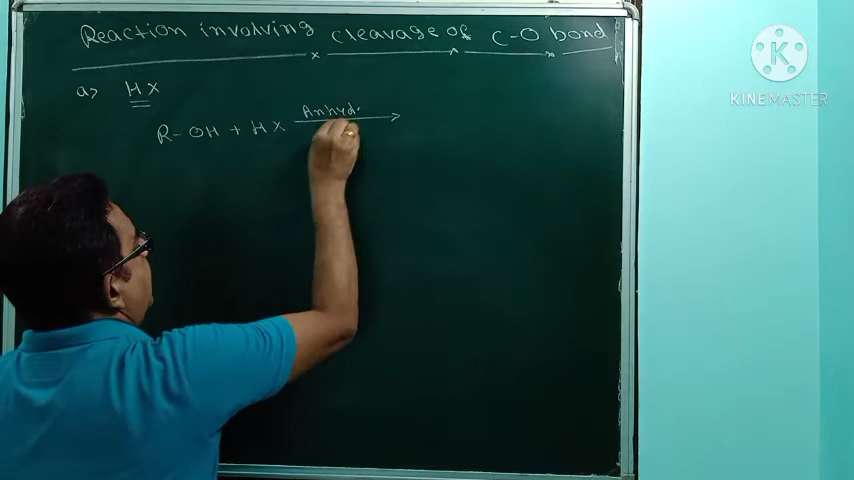 Reaction involving cleavage of C-O bond
a> HX
Anhyd.
R-OH + HX
KINEMASTER